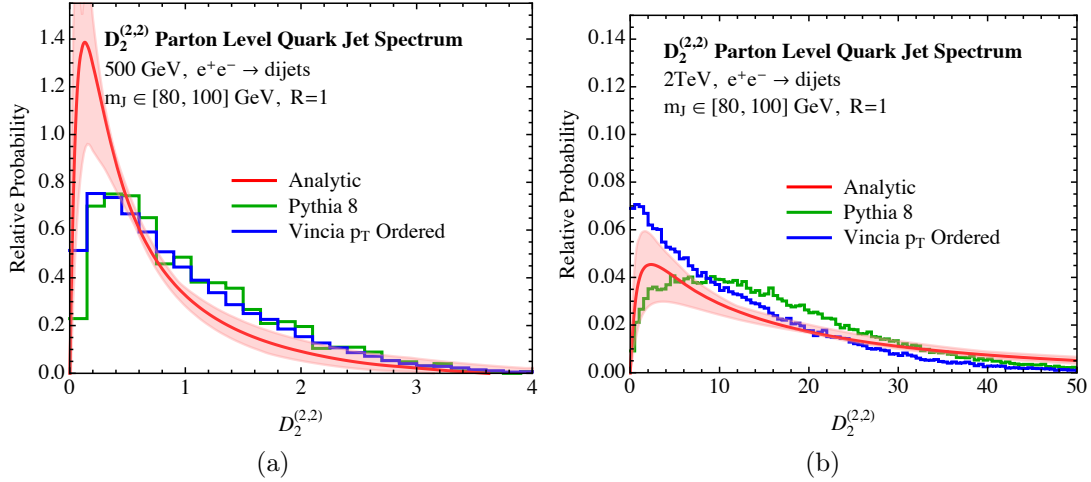 D₂^(2,2) Parton Level Quark Jet Spectrum
500 GeV, e⁺e⁻ → dijets
m_J ∈ [80, 100] GeV, R=1
Analytic
Pythia 8
Vincia p_T Ordered
Relative Probability
1.4
1.2
1.0
0.8
0.6
0.4
0.2
0.0
0 1 2 3 4
D₂^(2,2)
(a)
D₂^(2,2) Parton Level Quark Jet Spectrum
2TeV, e⁺e⁻ → dijets
m_J ∈ [80, 100] GeV, R=1
Analytic
Pythia 8
Vincia p_T Ordered
Relative Probability
0.14
0.12
0.10
0.08
0.06
0.04
0.02
0.00
0 10 20 30 40 50
D₂^(2,2)
(b)